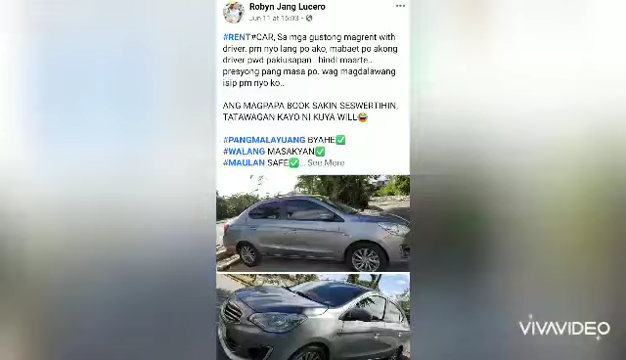 Robyn Jang Lucero
Jun 11 at 15:03 ·
#RENT#CAR, Sa mga gustong magrent with
driver. pm nyo lang po ako, mabaet po akong
driver pwd pakiusapan.. hindi maarte..
presyong pang masa po. wag magdalawang
isip pm nyo ko..
ANG MAGPAPA BOOK SAKIN SESWERTIHIN,
TATAWAGAN KAYO NI KUYA WILL😂
#PANGMALAYUANG BYAHE✅
#WALANG MASAKYAN✅
#MAULAN SAFE✅... See More
VIVAVIDEO